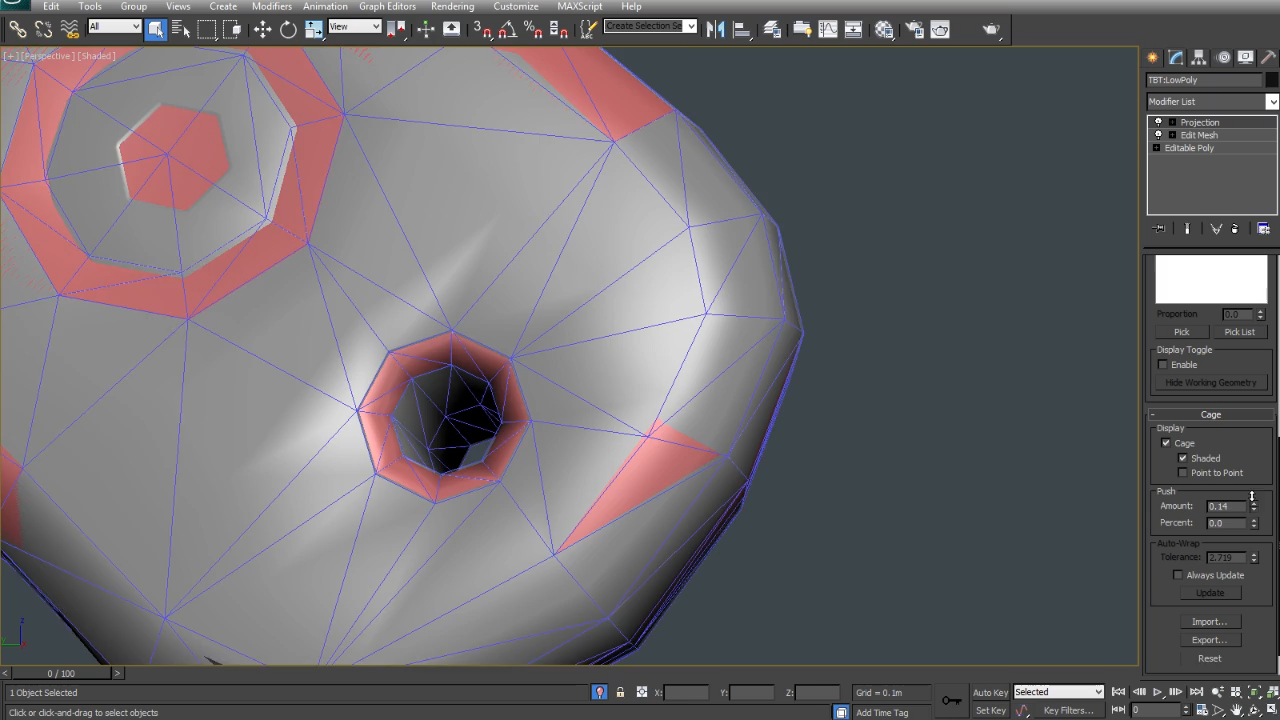 Edit Tools Group Views Create Modifiers Animation Graph Editors Rendering Customize MAXScript Help
All View 3 % Create Selection Se
[+] [Perspective] [Shaded]
TBT:LowPoly
Modifier List
Projection
Edit Mesh
Editable Poly
Proportion 0.0
Pick Pick List
Display Toggle
Enable
Hide Working Geometry
- Cage
Display
Cage
Shaded
Point to Point
Push
Amount: 0.14
Percent: 0.0
Auto-Wrap
Tolerance: 2.719
Always Update
Update
Import...
Export...
Reset
z
< 0 / 100 >
1 Object Selected X: Y: Z: Grid = 0.1m Auto Key Selected
Click or click-and-drag to select objects Add Time Tag Set Key Key Filters... 0